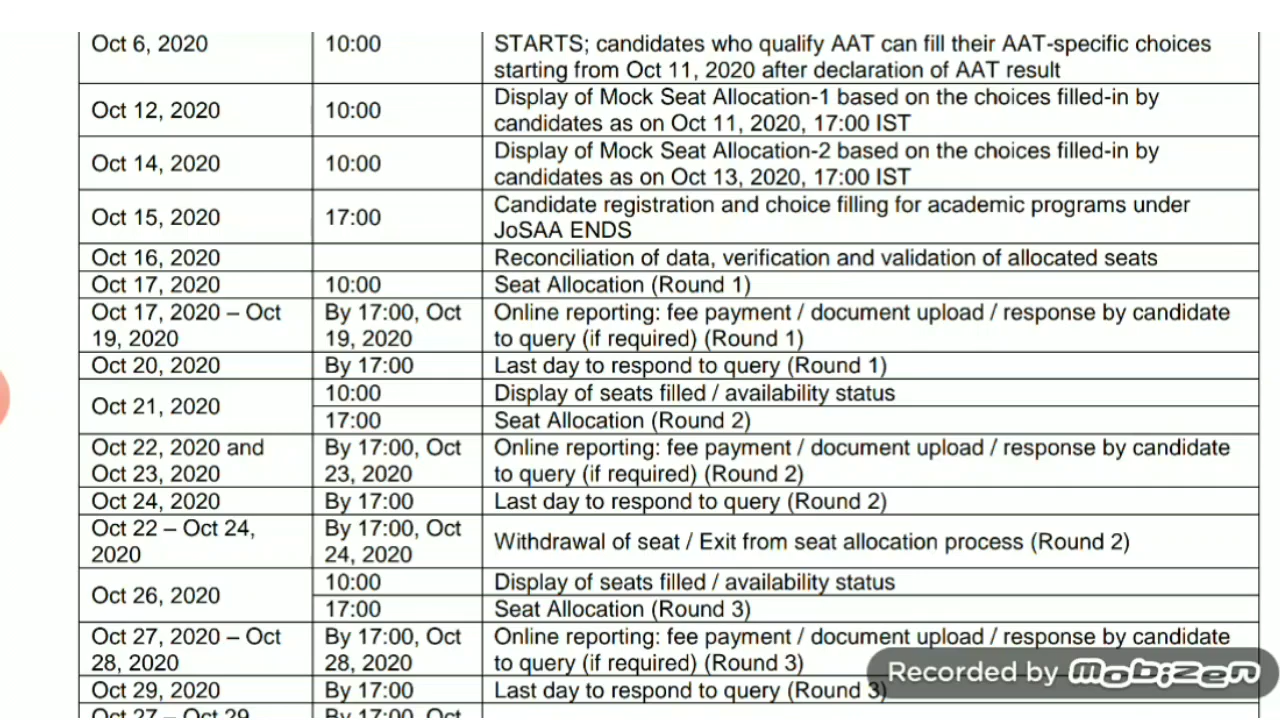 Oct 6, 2020 10:00 STARTS; candidates who qualify AAT can fill their AAT-specific choices
starting from Oct 11, 2020 after declaration of AAT result
Oct 12, 2020 10:00 Display of Mock Seat Allocation-1 based on the choices filled-in by
candidates as on Oct 11, 2020, 17:00 IST
Oct 14, 2020 10:00 Display of Mock Seat Allocation-2 based on the choices filled-in by
candidates as on Oct 13, 2020, 17:00 IST
Oct 15, 2020 17:00 Candidate registration and choice filling for academic programs under
JoSAA ENDS
Oct 16, 2020 Reconciliation of data, verification and validation of allocated seats
Oct 17, 2020 10:00 Seat Allocation (Round 1)
Oct 17, 2020 – Oct By 17:00, Oct Online reporting: fee payment / document upload / response by candidate
19, 2020 19, 2020 to query (if required) (Round 1)
Oct 20, 2020 By 17:00 Last day to respond to query (Round 1)
Oct 21, 2020 10:00 Display of seats filled / availability status
17:00 Seat Allocation (Round 2)
Oct 22, 2020 and By 17:00, Oct Online reporting: fee payment / document upload / response by candidate
Oct 23, 2020 23, 2020 to query (if required) (Round 2)
Oct 24, 2020 By 17:00 Last day to respond to query (Round 2)
Oct 22 – Oct 24, By 17:00, Oct Withdrawal of seat / Exit from seat allocation process (Round 2)
2020 24, 2020
Oct 26, 2020 10:00 Display of seats filled / availability status
17:00 Seat Allocation (Round 3)
Oct 27, 2020 – Oct By 17:00, Oct Online reporting: fee payment / document upload / response by candidate
28, 2020 28, 2020 to query (if required) (Round 3)
Oct 29, 2020 By 17:00 Last day to respond to query (Round 3)
Oct 27 – Oct 29 By 17:00, Oct
Recorded by Mobizen